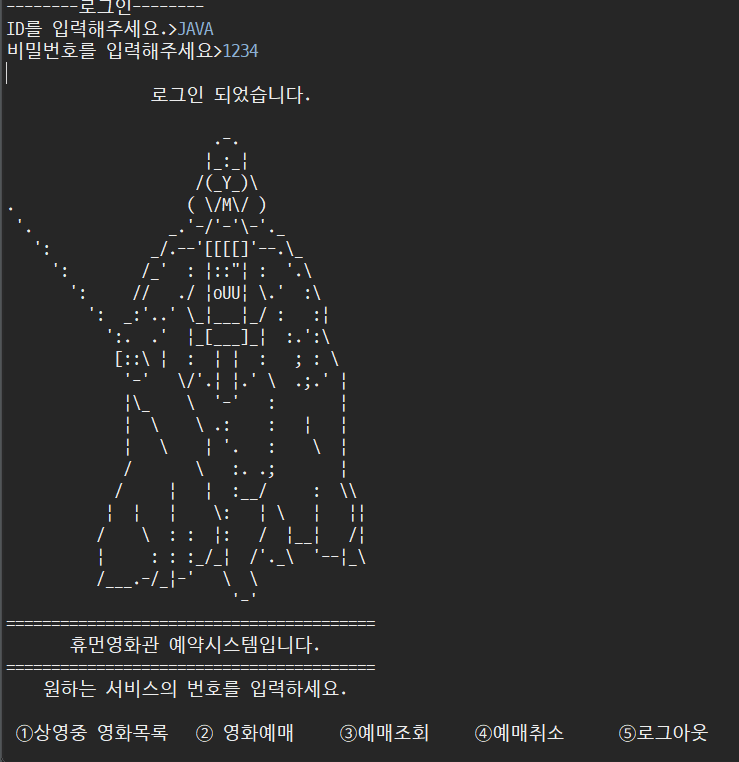 --------로그인--------
ID를 입력해주세요.>JAVA
비밀번호를 입력해주세요>1234
로그인 되었습니다.
=========================================
휴먼영화관 예약시스템입니다.
=========================================
원하는 서비스의 번호를 입력하세요.
①상영중 영화목록 ② 영화예매 ③예매조회 ④예매취소 ⑤로그아웃